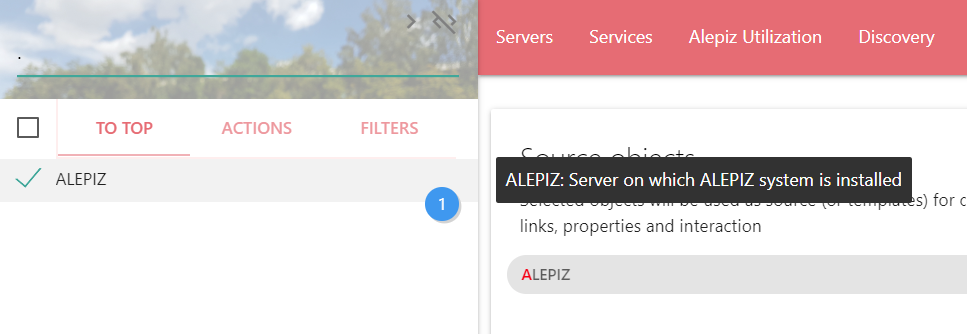 .
TO TOP
ACTIONS
FILTERS
ALEPIZ
1
Servers
Services
Alepiz Utilization
Discovery
Source objects
ALEPIZ: Server on which ALEPIZ system is installed
Selected objects will be used as source (or templates) for
links, properties and interaction
ALEPIZ